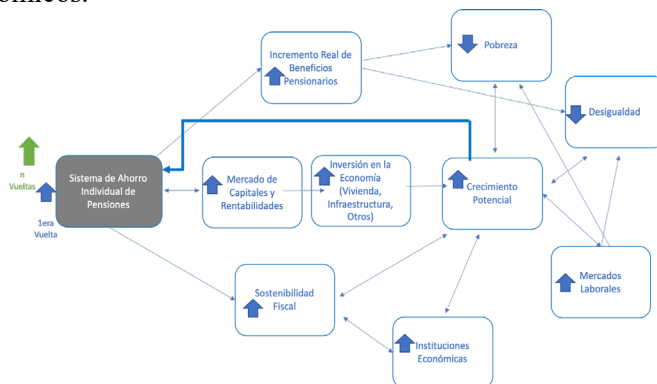 Incremento Real de
Beneficios
Pensionarios
Pobreza
Desigualdad
n
Vueltas
1era
Vuelta
Sistema de Ahorro
Individual de
Pensiones
Mercado de
Capitales y
Rentabilidades
Inversión en la
Economía
(Vivienda,
Infraestructura,
Otros)
Crecimiento
Potencial
Mercados
Laborales
Sostenibilidad
Fiscal
Instituciones
Económicas